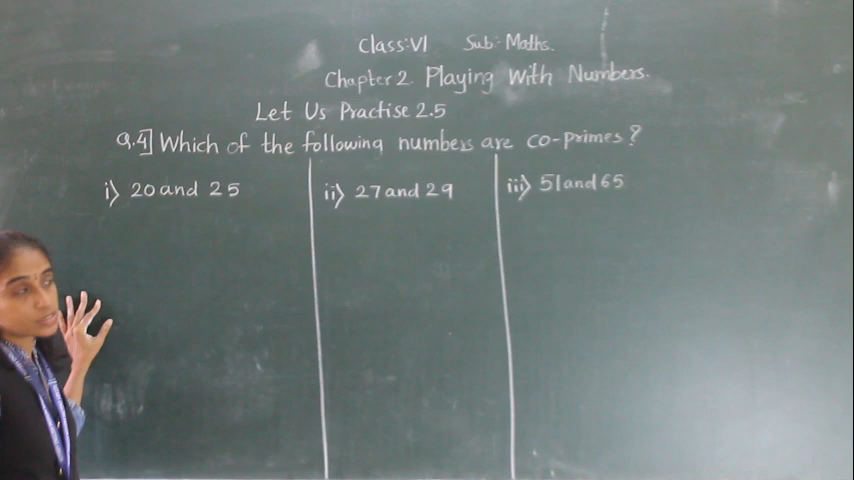 Class:VI Sub:- Maths.
Chapter 2 Playing With Numbers.
Let Us Practise 2.5
Q.4] Which of the following numbers are co-primes?
i) 20 and 25
ii) 27 and 29
iii) 51 and 65